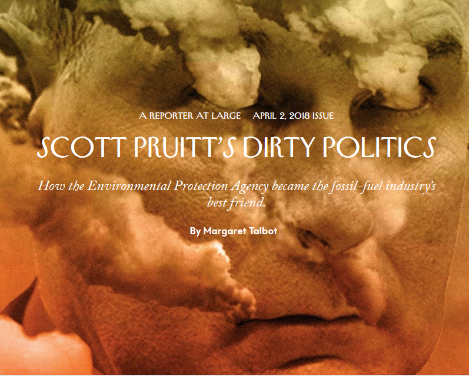 A REPORTER AT LARGE APRIL 2, 2018 ISSUE
SCOTT PRUITT'S DIRTY POLITICS
How the Environmental Protection Agency became the fossil-fuel industry's
best friend.
By Margaret Talbot